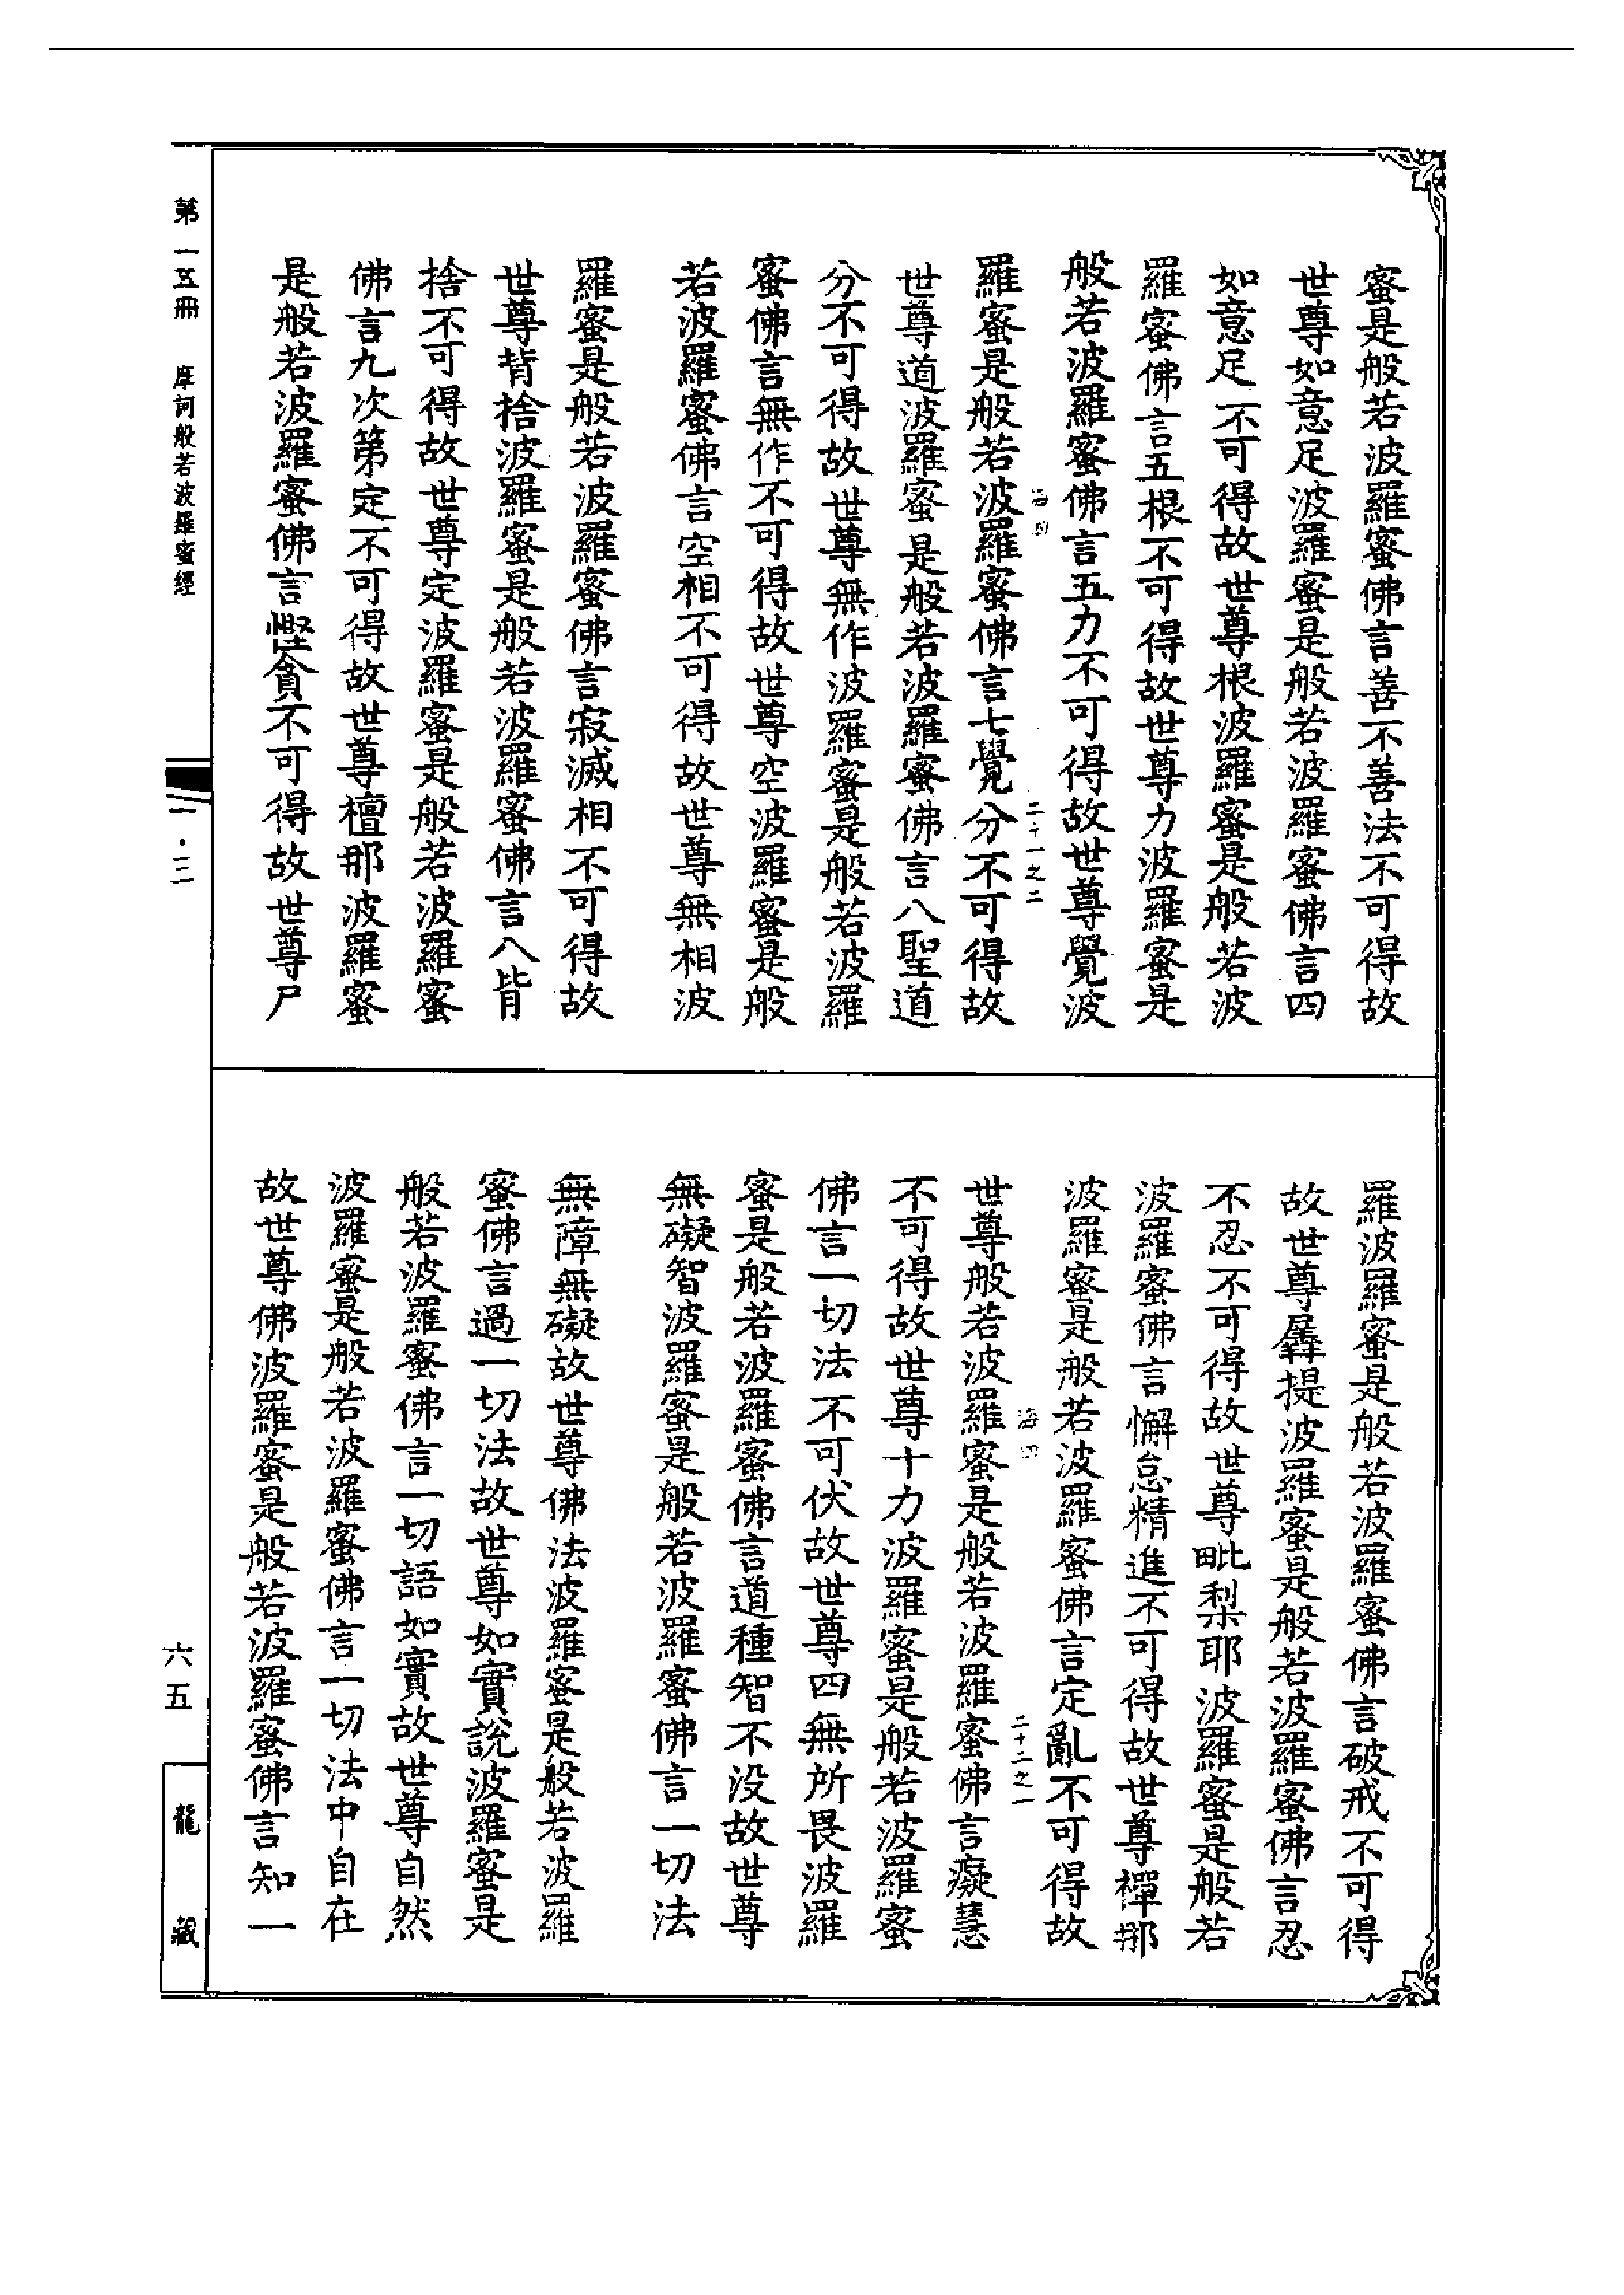 蜜是般若波羅蜜佛言善不善法不可得故
世尊如意足波羅蜜是般若波羅蜜佛言四
如意足不可得故世尊根波羅蜜是般若波
羅蜜佛言五根不可得故世尊力波羅蜜是
般若波羅蜜佛言五力不可得故世尊覺波
海四
二十一之二
羅蜜是般若波羅蜜佛言七覺分不可得故
世尊道波羅蜜是般若波羅蜜佛言八聖道
分不可得故世尊無作波羅蜜是般若波羅
蜜佛言無作不可得故世尊空波羅蜜是般
若波羅蜜佛言空相不可得故世尊無相波
羅蜜是般若波羅蜜佛言寂滅相不可得故
世尊背捨波羅蜜是般若波羅蜜佛言八背
捨不可得故世尊定波羅蜜是般若波羅蜜
佛言九次第定不可得故世尊檀那波羅蜜
是般若波羅蜜佛言慳貪不可得故世尊尸
羅波羅蜜是般若波羅蜜佛言破戒不可得
故世尊羼提波羅蜜是般若波羅蜜佛言忍
不忍不可得故世尊毗梨耶波羅蜜是般若
波羅蜜佛言懈怠精進不可得故世尊禪那
波羅蜜是般若波羅蜜佛言定亂不可得故
海四
二十二之一
世尊般若波羅蜜是般若波羅蜜佛言癡慧
不可得故世尊十力波羅蜜是般若波羅蜜
佛言一切法不可伏故世尊四無所畏波羅
蜜是般若波羅蜜佛言道種智不沒故世尊
無礙智波羅蜜是般若波羅蜜佛言一切法
無障無礙故世尊佛法波羅蜜是般若波羅
蜜佛言過一切法故世尊如實說波羅蜜是
般若波羅蜜佛言一切語如實故世尊自然
波羅蜜是般若波羅蜜佛言一切法中自在
故世尊佛波羅蜜是般若波羅蜜佛言知一
第一五冊 摩訶般若波羅蜜經
一·三
六五
龍藏